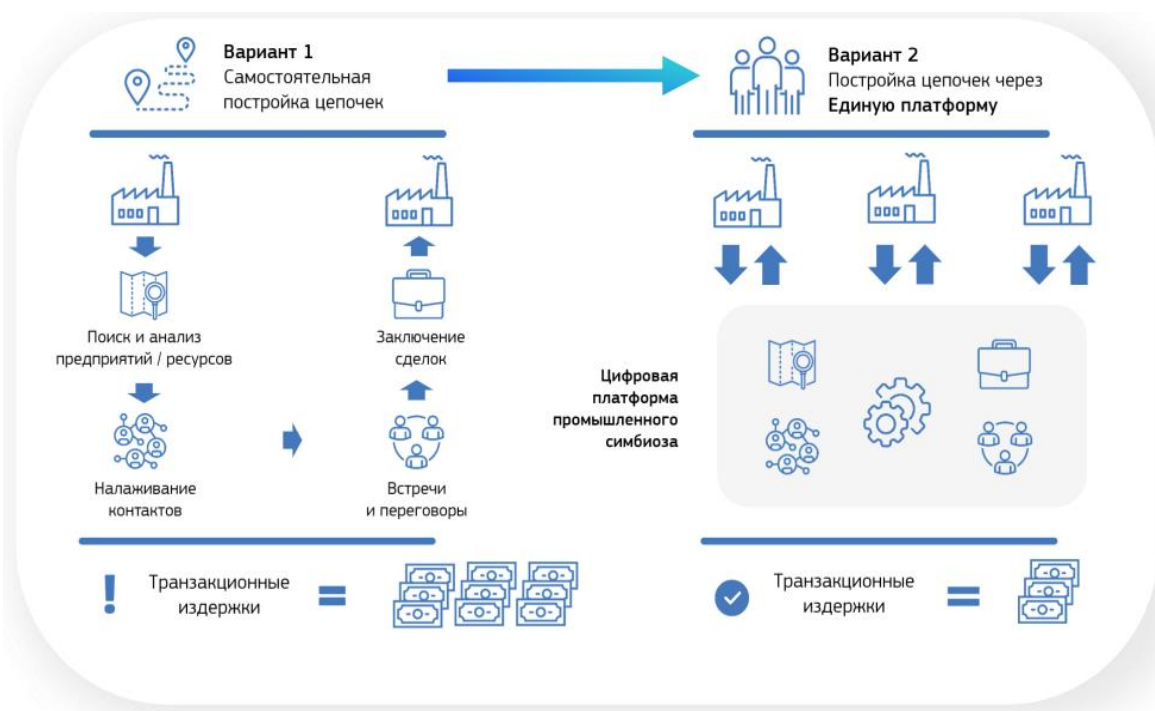 Вариант 1
Самостоятельная
постройка цепочек
Вариант 2
Постройка цепочек через
Единую платформу
Поиск и анализ
предприятий / ресурсов
Налаживание
контактов
Заключение
сделок
Встречи
и переговоры
Цифровая
платформа
промышленного
симбиоза
! Транзакционные
издержки
=
Транзакционные
издержки
=